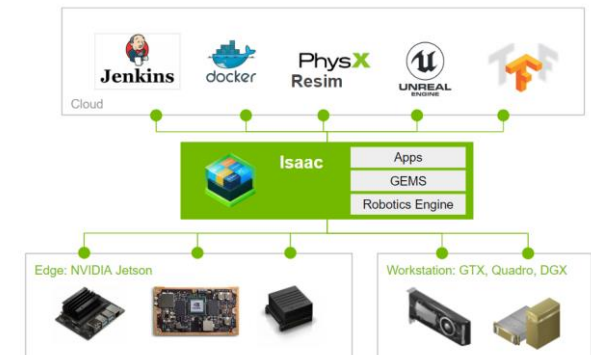 Jenkins
docker
PhysX
Resim
UNREAL
ENGINE
Cloud
Isaac
Apps
GEMS
Robotics Engine
Edge: NVIDIA Jetson
Workstation: GTX, Quadro, DGX